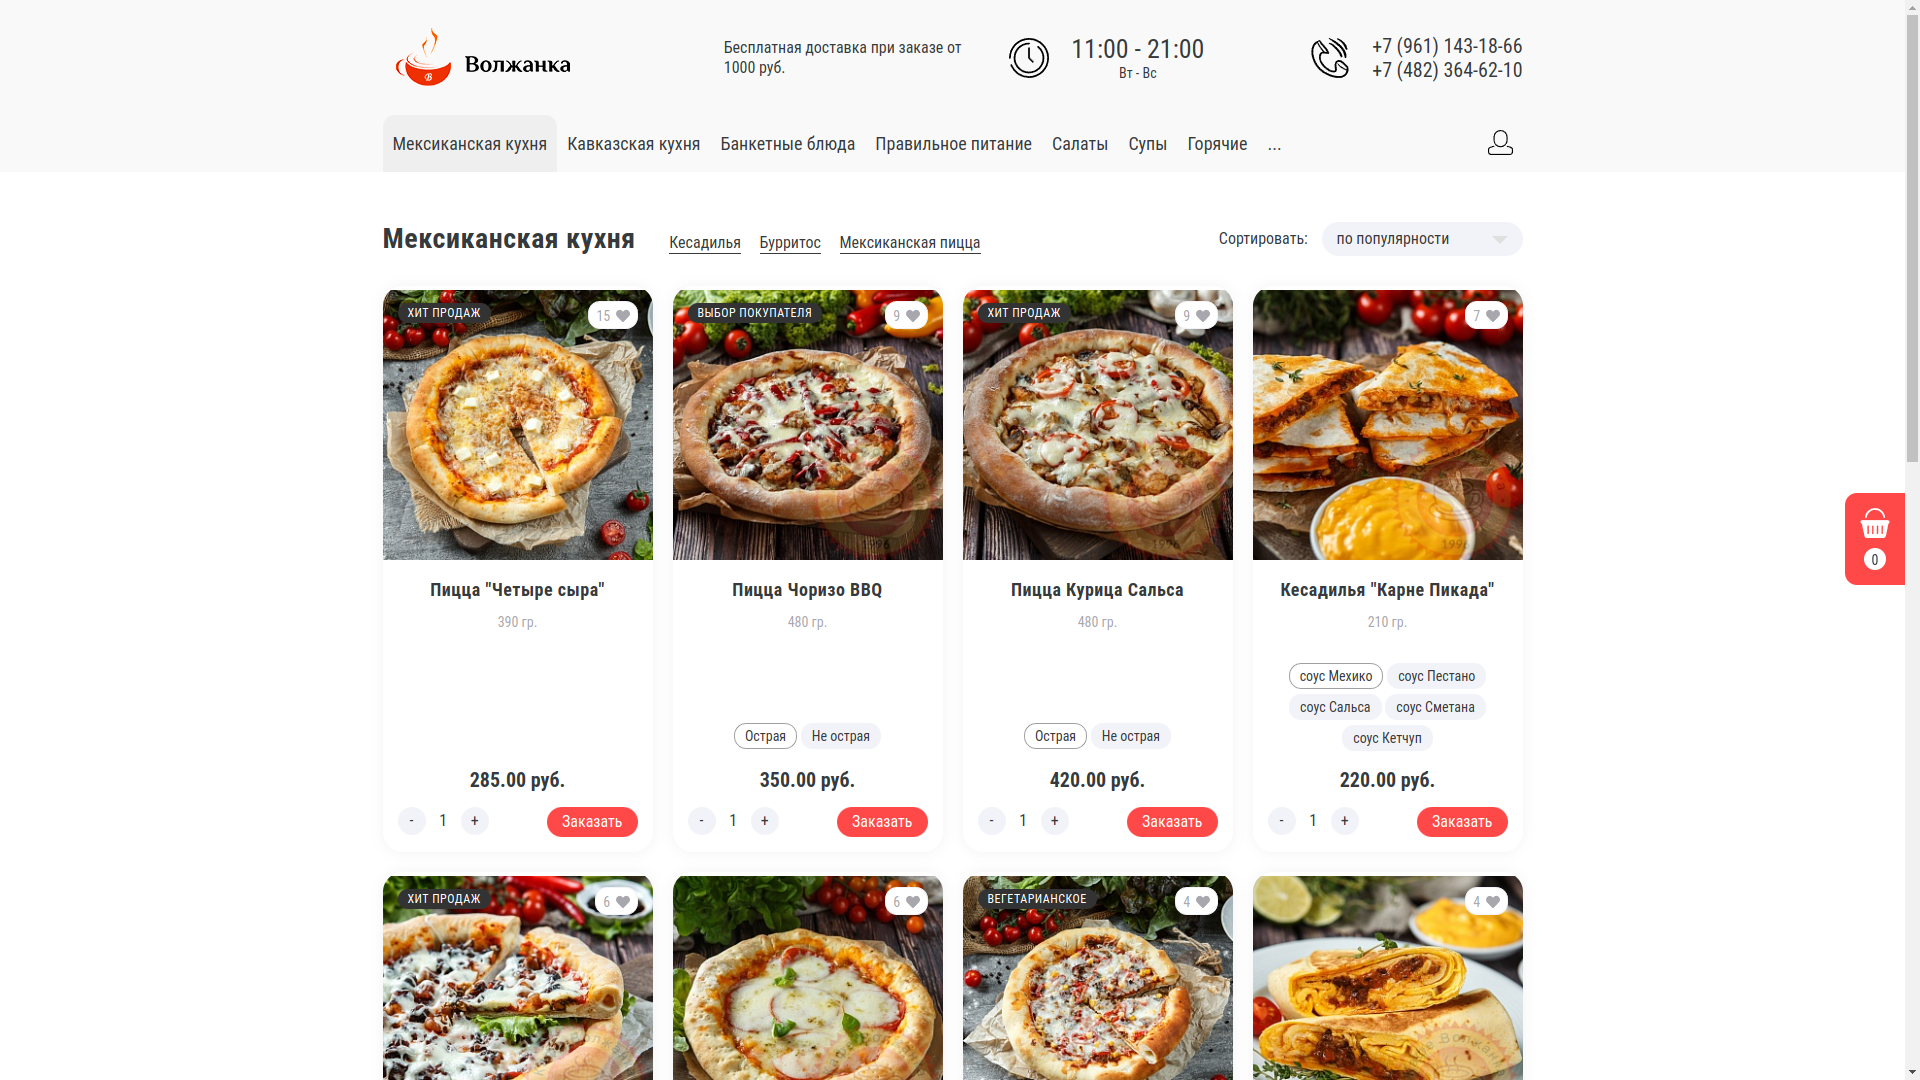 Волжанка
В
Бесплатная доставка при заказе от
1000 руб.
11:00 - 21:00
Вт - Вс
+7 (961) 143-18-66
+7 (482) 364-62-10
Мексиканская кухня
Кавказская кухня
Банкетные блюда
Правильное питание
Салаты
Супы
Горячие
...
Мексиканская кухня
Кесадилья
Бурритос
Мексиканская пицца
Сортировать:
по популярности
ХИТ ПРОДАЖ
15
ВЫБОР ПОКУПАТЕЛЯ
9
ХИТ ПРОДАЖ
9
7
1996
1996
1996
0
Пицца "Четыре сыра"
390 гр.
285.00 руб.
- 1 +
Заказать
Пицца Чоризо BBQ
480 гр.
Острая
Не острая
350.00 руб.
- 1 +
Заказать
Пицца Курица Сальса
480 гр.
Острая
Не острая
420.00 руб.
- 1 +
Заказать
Кесадилья "Карне Пикада"
210 гр.
соус Мехико
соус Пестано
соус Сальса
соус Сметана
соус Кетчуп
220.00 руб.
- 1 +
Заказать
ХИТ ПРОДАЖ
6
6
ВЕГЕТАРИАНСКОЕ
4
4